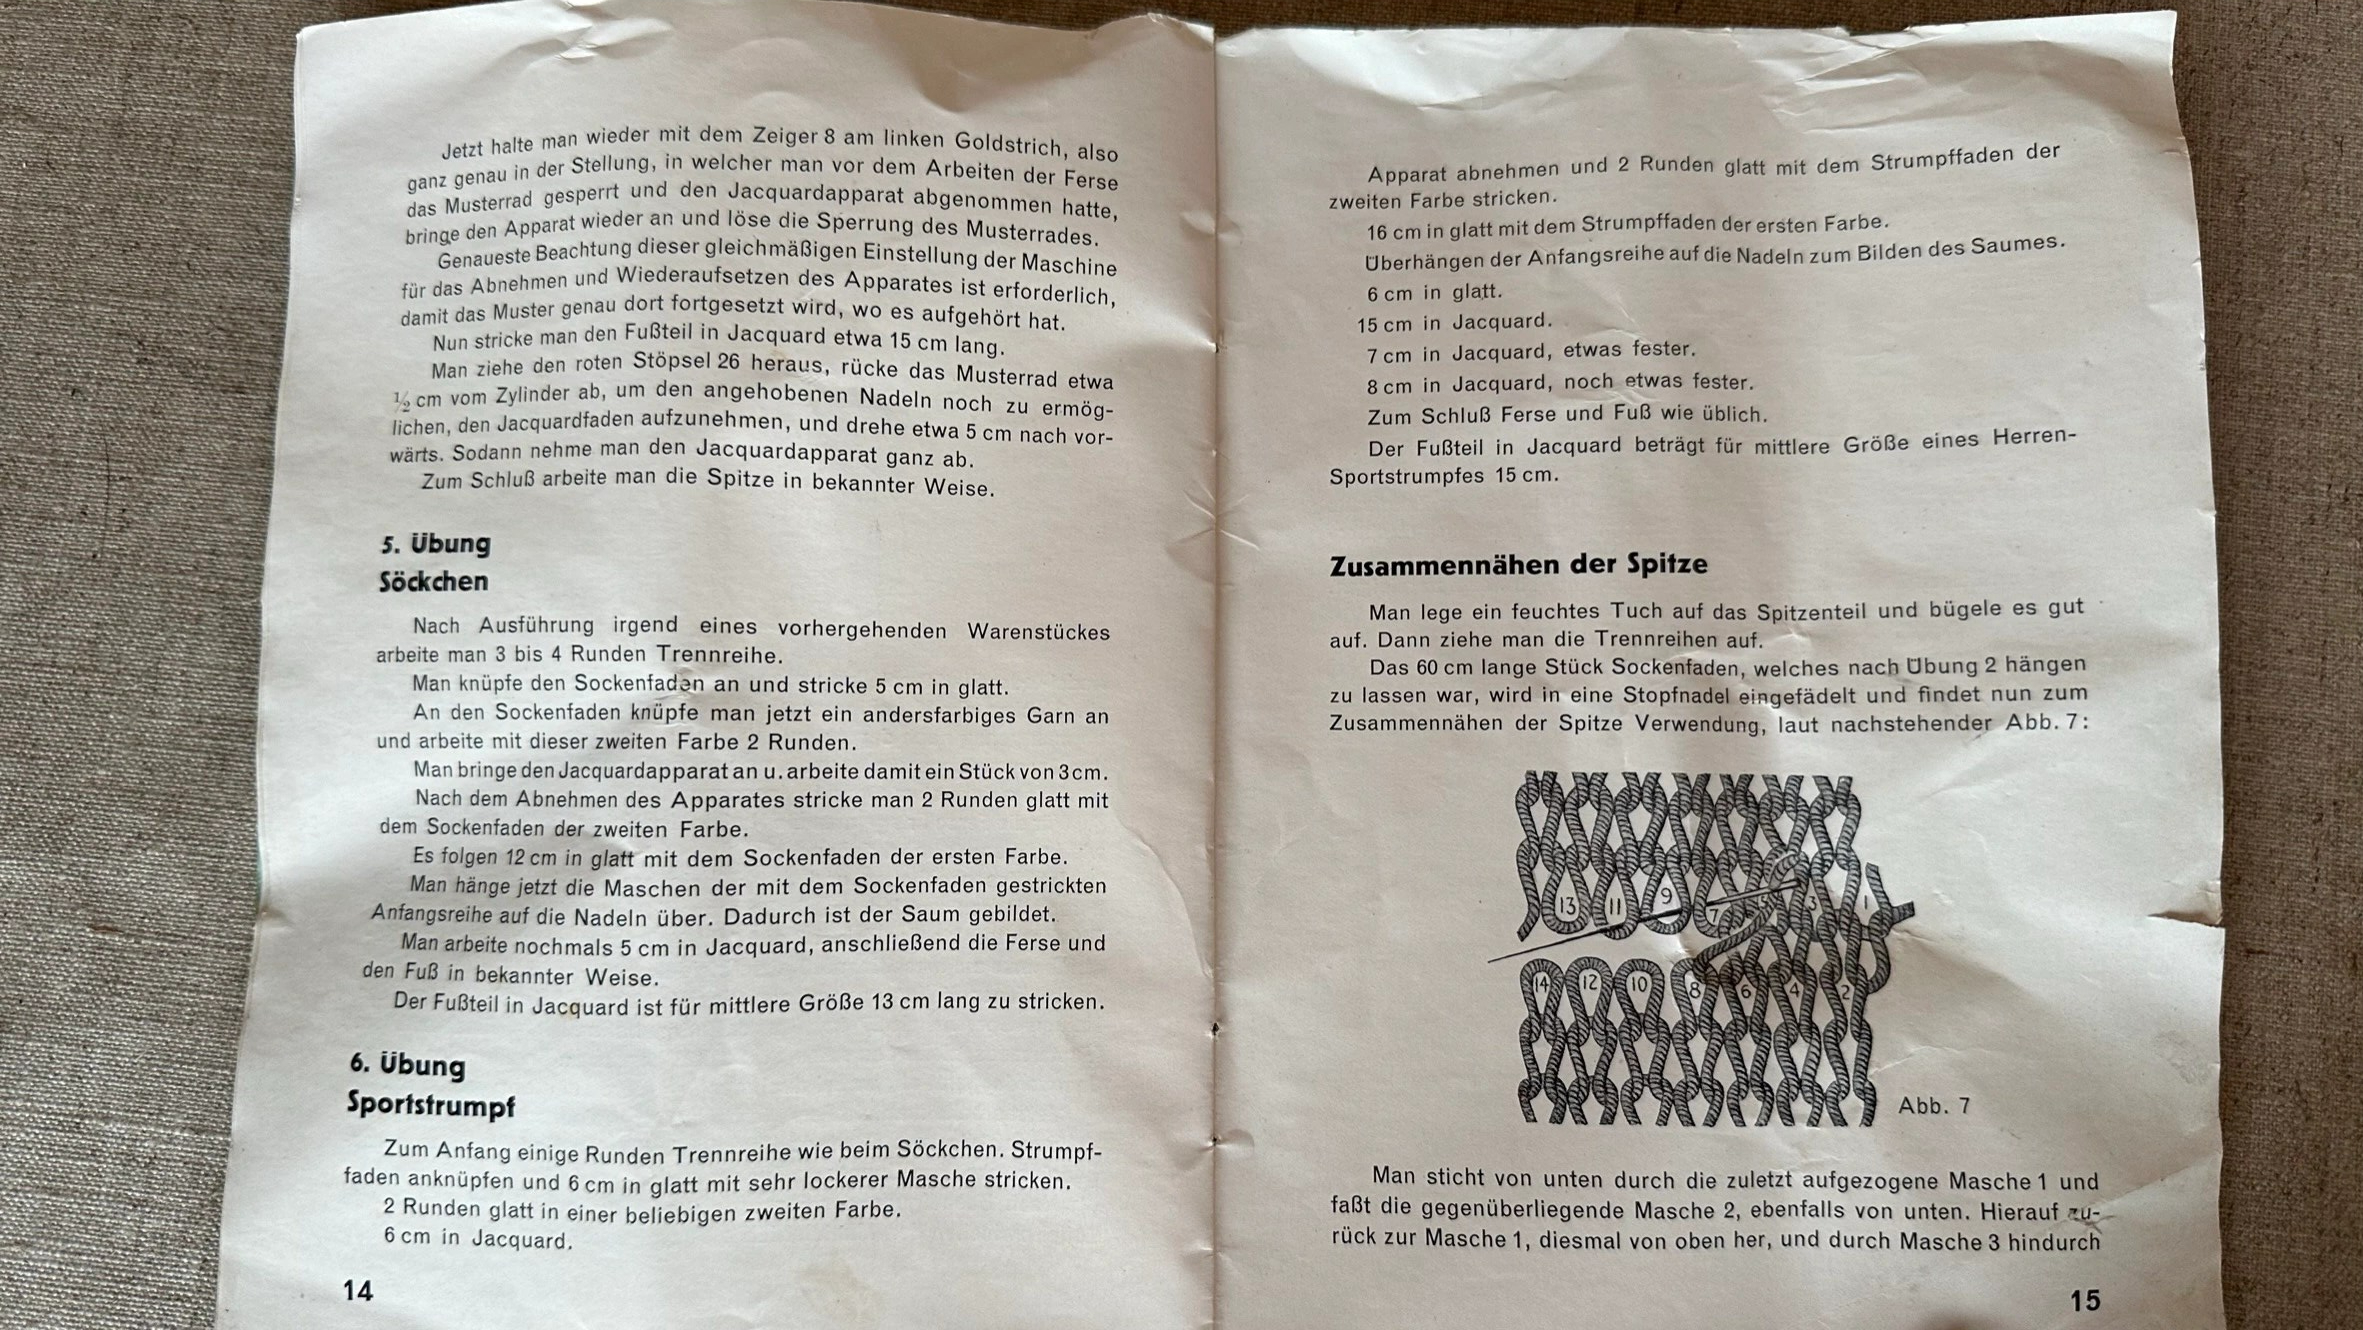 Jetzt halte man wieder mit dem Zeiger 8 am linken Goldstrich, also
ganz genau in der Stellung, in welcher man vor dem Arbeiten der Ferse
das Musterrad gesperrt und den Jacquardapparat abgenommen hatte,
bringe den Apparat wieder an und löse die Sperrung des Musterrades.
Genaueste Beachtung dieser gleichmäßigen Einstellung der Maschine
für das Abnehmen und Wiederaufsetzen des Apparates ist erforderlich,
damit das Muster genau dort fortgesetzt wird, wo es aufgehört hat.
Nun stricke man den Fußteil in Jacquard etwa 15 cm lang.
Man ziehe den roten Stöpsel 26 heraus, rücke das Musterrad etwa
½ cm vom Zylinder ab, um den angehobenen Nadeln noch zu ermög-
lichen, den Jacquardfaden aufzunehmen, und drehe etwa 5 cm nach vor-
wärts. Sodann nehme man den Jacquardapparat ganz ab.
Zum Schluß arbeite man die Spitze in bekannter Weise.
5. Übung
Söckchen
Nach Ausführung irgend eines vorhergehenden Warenstückes
arbeite man 3 bis 4 Runden Trennreihe.
Man knüpfe den Sockenfaden an und stricke 5 cm in glatt.
An den Sockenfaden knüpfe man jetzt ein andersfarbiges Garn an
und arbeite mit dieser zweiten Farbe 2 Runden.
Man bringe den Jacquardapparat an u. arbeite damit ein Stück von 3 cm.
Nach dem Abnehmen des Apparates stricke man 2 Runden glatt mit
dem Sockenfaden der zweiten Farbe.
Es folgen 12 cm in glatt mit dem Sockenfaden der ersten Farbe.
Man hänge jetzt die Maschen der mit dem Sockenfaden gestrickten
Anfangsreihe auf die Nadeln über. Dadurch ist der Saum gebildet.
Man arbeite nochmals 5 cm in Jacquard, anschließend die Ferse und
den Fuß in bekannter Weise.
Der Fußteil in Jacquard ist für mittlere Größe 13 cm lang zu stricken.
6. Übung
Sportstrumpf
Zum Anfang einige Runden Trennreihe wie beim Söckchen. Strumpf-
faden anknüpfen und 6 cm in glatt mit sehr lockerer Masche stricken.
2 Runden glatt in einer beliebigen zweiten Farbe.
6 cm in Jacquard.
14
Apparat abnehmen und 2 Runden glatt mit dem Strumpffaden der
zweiten Farbe stricken.
16 cm in glatt mit dem Strumpffaden der ersten Farbe.
Überhängen der Anfangsreihe auf die Nadeln zum Bilden des Saumes.
6 cm in glatt.
15 cm in Jacquard.
7 cm in Jacquard, etwas fester.
8 cm in Jacquard, noch etwas fester.
Zum Schluß Ferse und Fuß wie üblich.
Der Fußteil in Jacquard beträgt für mittlere Größe eines Herren-
Sportstrumpfes 15 cm.
Zusammennähen der Spitze
Man lege ein feuchtes Tuch auf das Spitzenteil und bügele es gut
auf. Dann ziehe man die Trennreihen auf.
Das 60 cm lange Stück Sockenfaden, welches nach Übung 2 hängen
zu lassen war, wird in eine Stopfnadel eingefädelt und findet nun zum
Zusammennähen der Spitze Verwendung, laut nachstehender Abb. 7:
13 11 9 7 5 3 1
14 12 10 8 6 4 2
Abb. 7
Man sticht von unten durch die zuletzt aufgezogene Masche 1 und
faßt die gegenüberliegende Masche 2, ebenfalls von unten. Hierauf zu-
rück zur Masche 1, diesmal von oben her, und durch Masche 3 hindurch
15